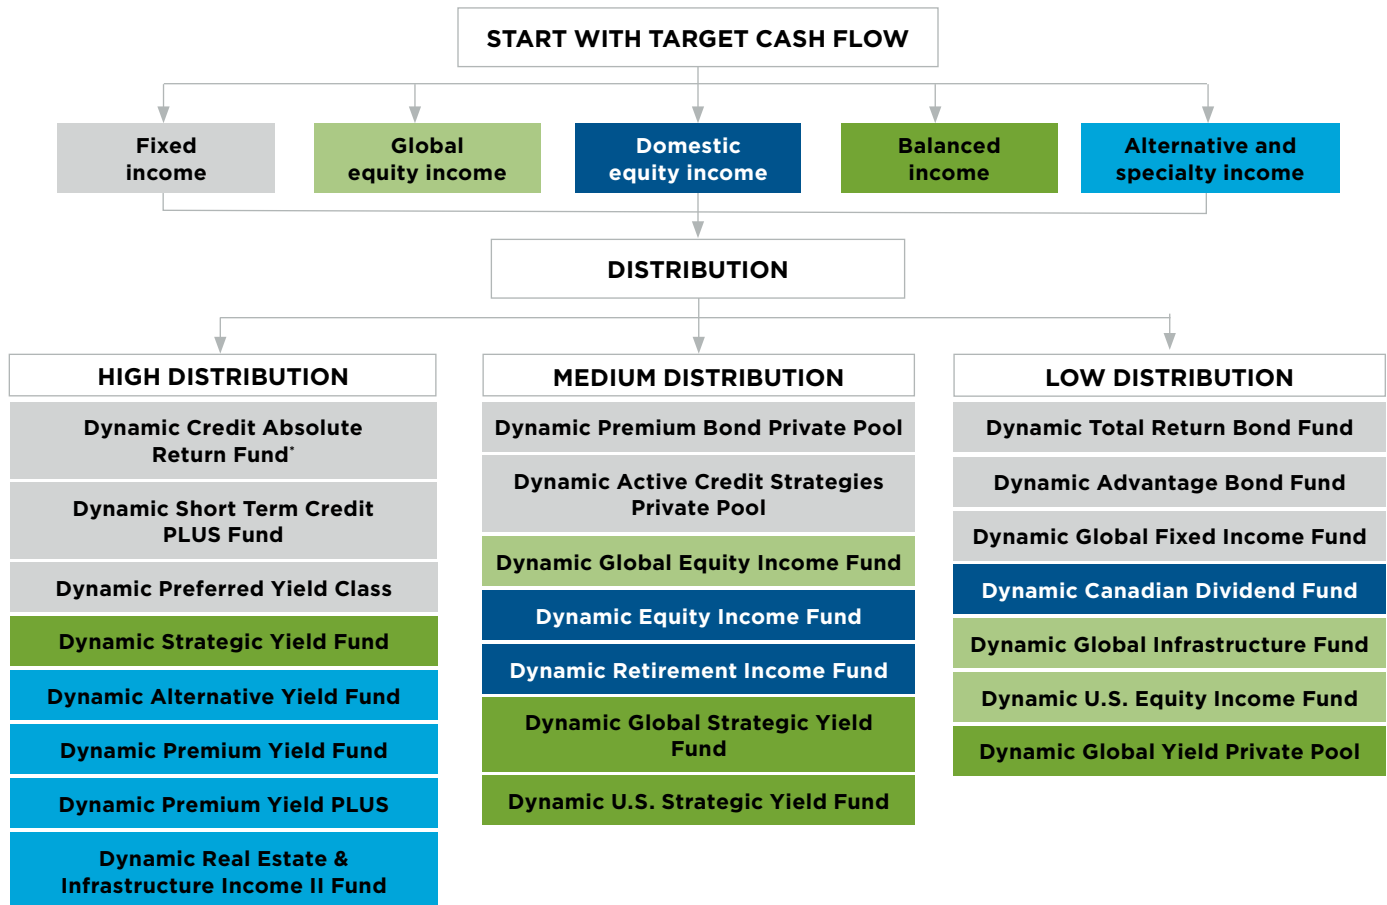 START WITH TARGET CASH FLOW
Fixed
income
Global
equity income
Domestic
equity income
Balanced
income
Alternative and
specialty income
DISTRIBUTION
HIGH DISTRIBUTION
Dynamic Credit Absolute
Return Fund*
Dynamic Short Term Credit
PLUS Fund
Dynamic Preferred Yield Class
Dynamic Strategic Yield Fund
Dynamic Alternative Yield Fund
Dynamic Premium Yield Fund
Dynamic Premium Yield PLUS
Dynamic Real Estate &
Infrastructure Income II Fund
MEDIUM DISTRIBUTION
Dynamic Premium Bond Private Pool
Dynamic Active Credit Strategies
Private Pool
Dynamic Global Equity Income Fund
Dynamic Equity Income Fund
Dynamic Retirement Income Fund
Dynamic Global Strategic Yield
Fund
Dynamic U.S. Strategic Yield Fund
LOW DISTRIBUTION
Dynamic Total Return Bond Fund
Dynamic Advantage Bond Fund
Dynamic Global Fixed Income Fund
Dynamic Canadian Dividend Fund
Dynamic Global Infrastructure Fund
Dynamic U.S. Equity Income Fund
Dynamic Global Yield Private Pool